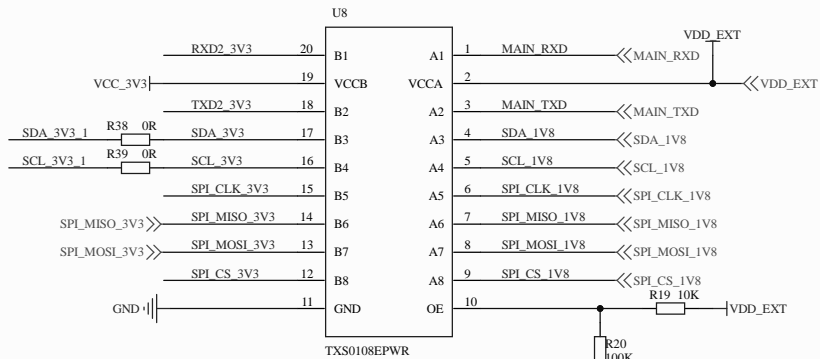 U8
VDD_EXT
RXD2_3V3 20 B1 A1 1 MAIN_RXD MAIN_RXD
VCC_3V3 19 VCCB VCCA 2 VDD_EXT
TXD2_3V3 18 B2 A2 3 MAIN_TXD MAIN_TXD
SDA_3V3_1 R38 0R SDA_3V3 17 B3 A3 4 SDA_1V8 SDA_1V8
SCL_3V3_1 R39 0R SCL_3V3 16 B4 A4 5 SCL_1V8 SCL_1V8
SPI_CLK_3V3 15 B5 A5 6 SPI_CLK_1V8 SPI_CLK_1V8
SPI_MISO_3V3 SPI_MISO_3V3 14 B6 A6 7 SPI_MISO_1V8 SPI_MISO_1V8
SPI_MOSI_3V3 SPI_MOSI_3V3 13 B7 A7 8 SPI_MOSI_1V8 SPI_MOSI_1V8
SPI_CS_3V3 12 B8 A8 9 SPI_CS_1V8 SPI_CS_1V8
R19 10K
GND 11 GND OE 10 VDD_EXT
R20
TXS0108EPWR 100K